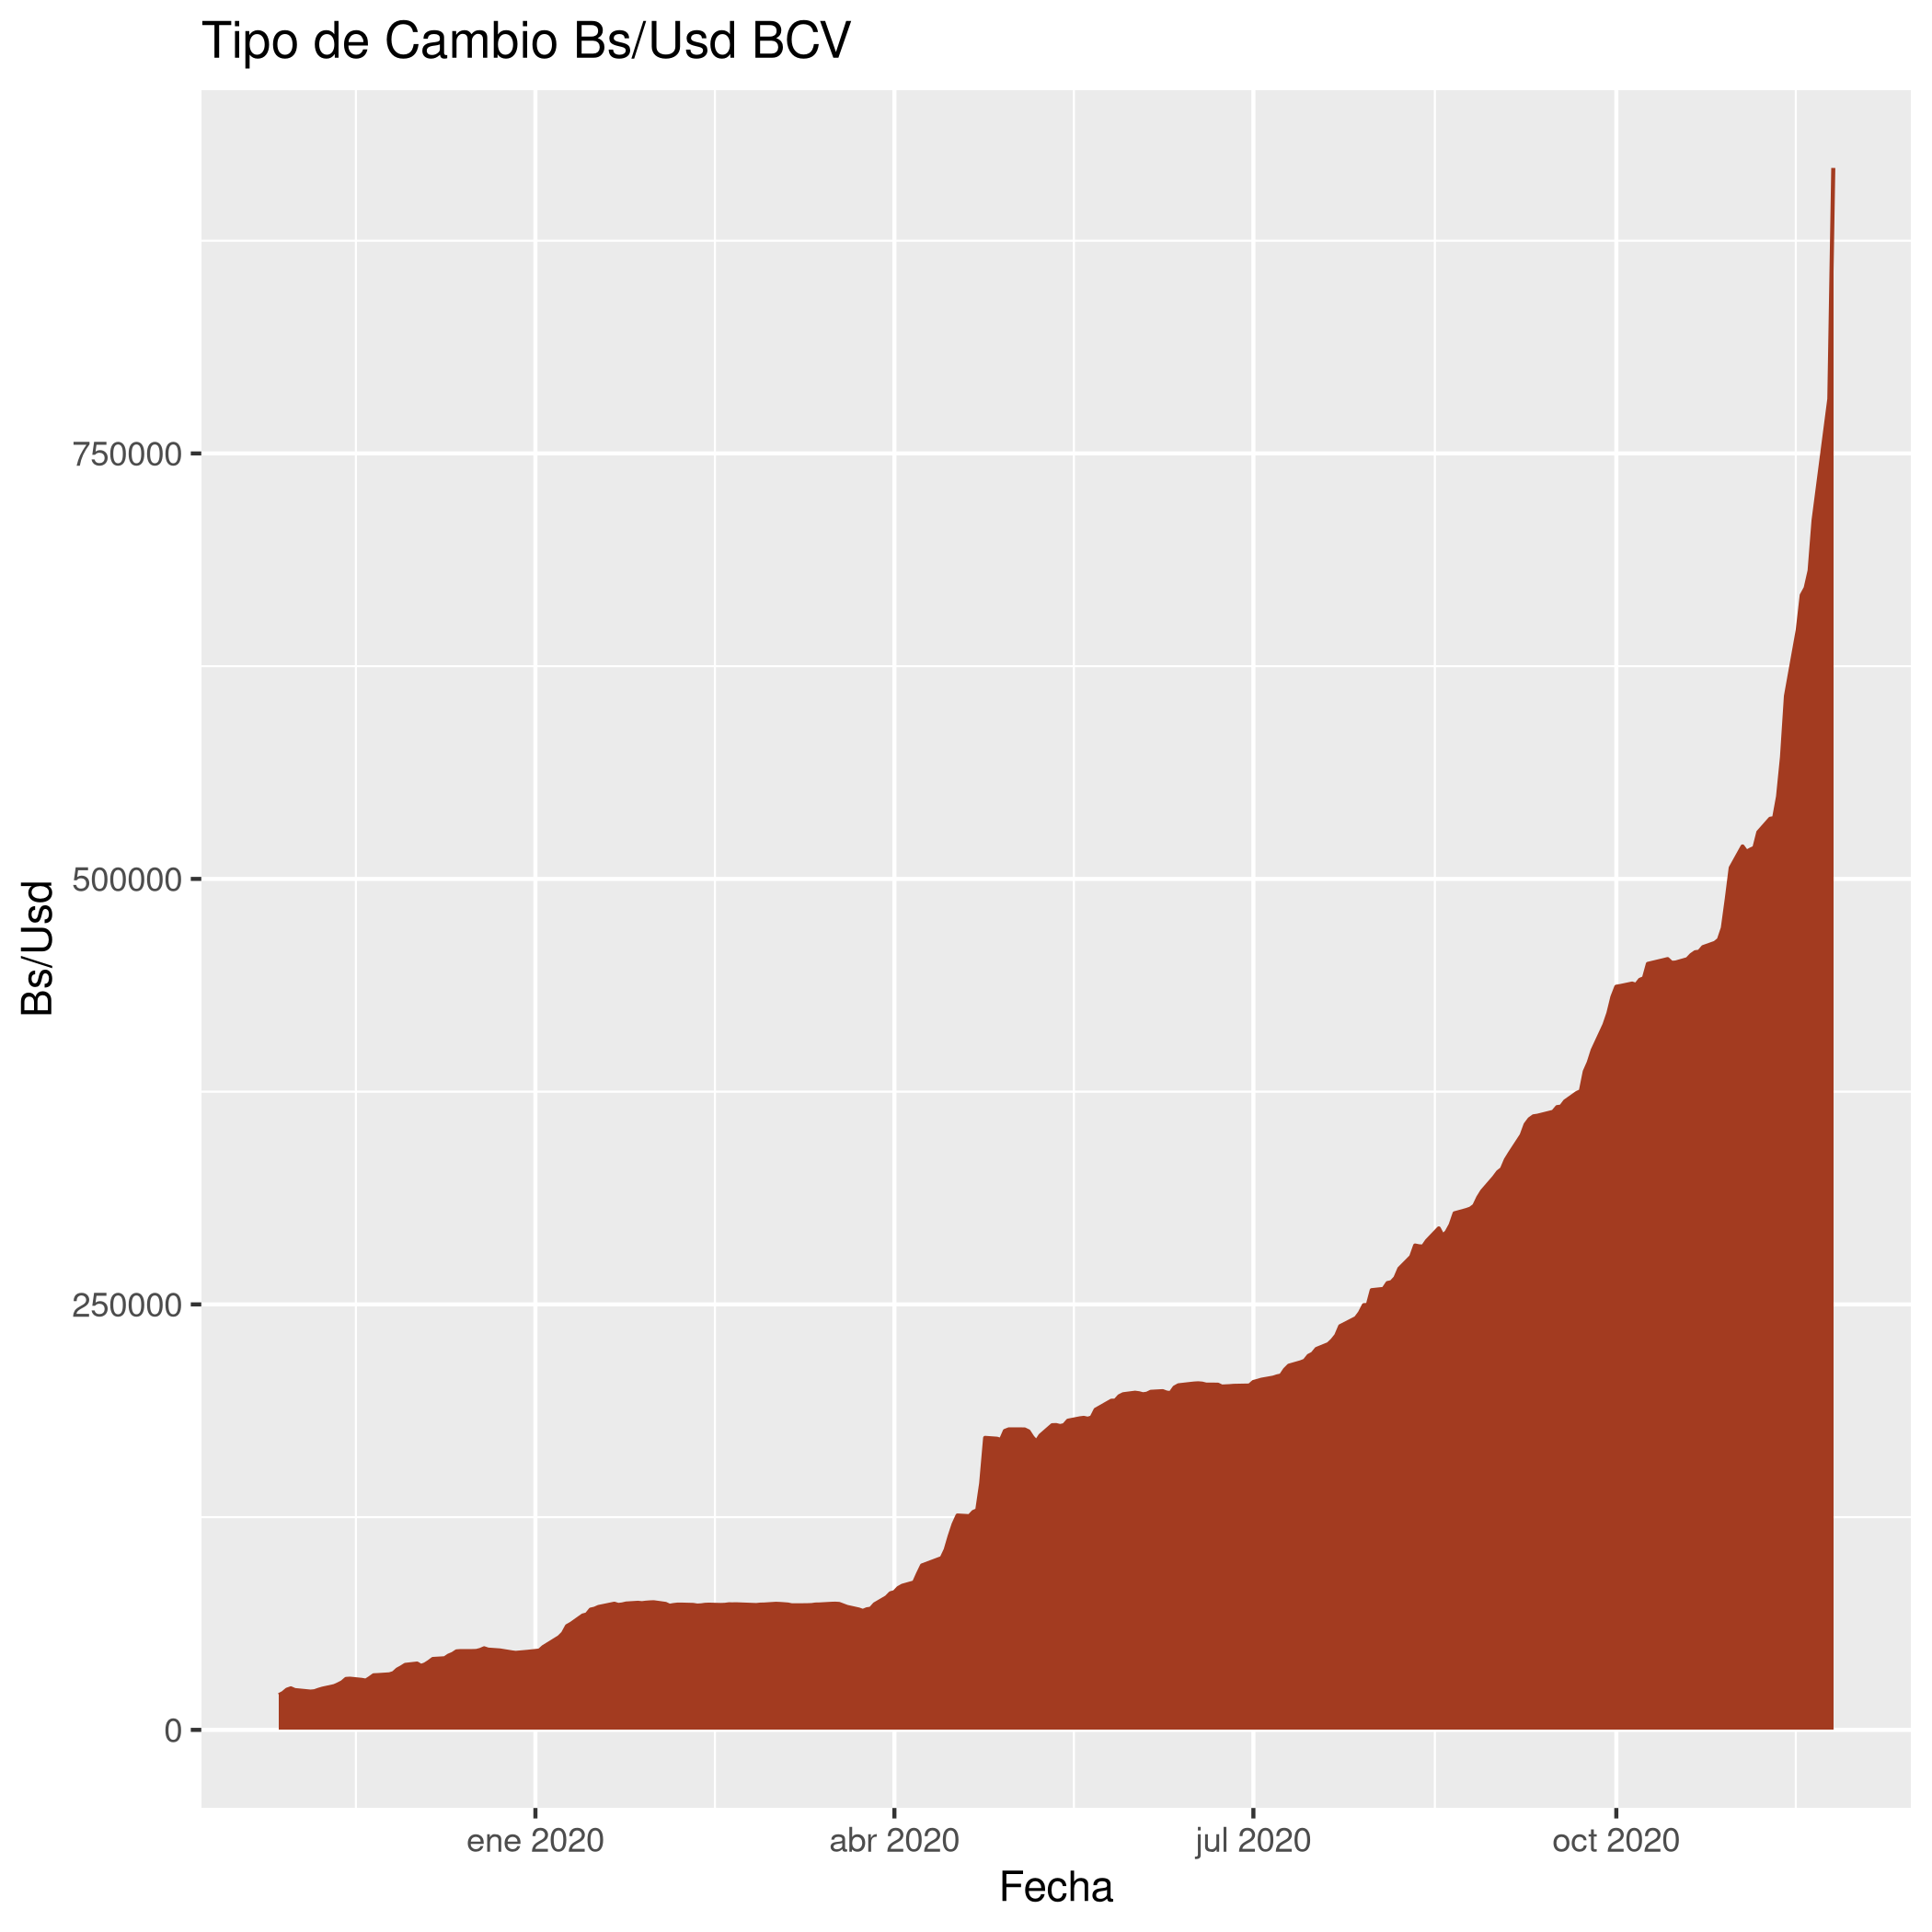 Tipo de Cambio Bs/Usd BCV
750000
500000
250000
0
Bs/Usd
ene 2020
abr 2020
jul 2020
oct 2020
Fecha